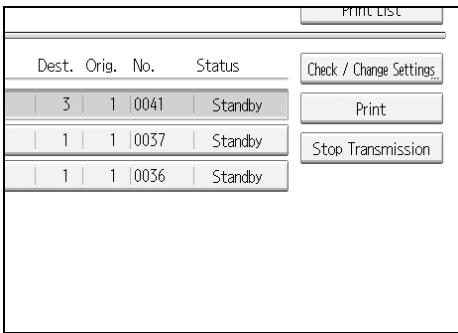 Print List
Dest. Orig. No. Status
Check / Change Settings
3 1 0041 Standby
Print
1 1 0037 Standby
Stop Transmission
1 1 0036 Standby